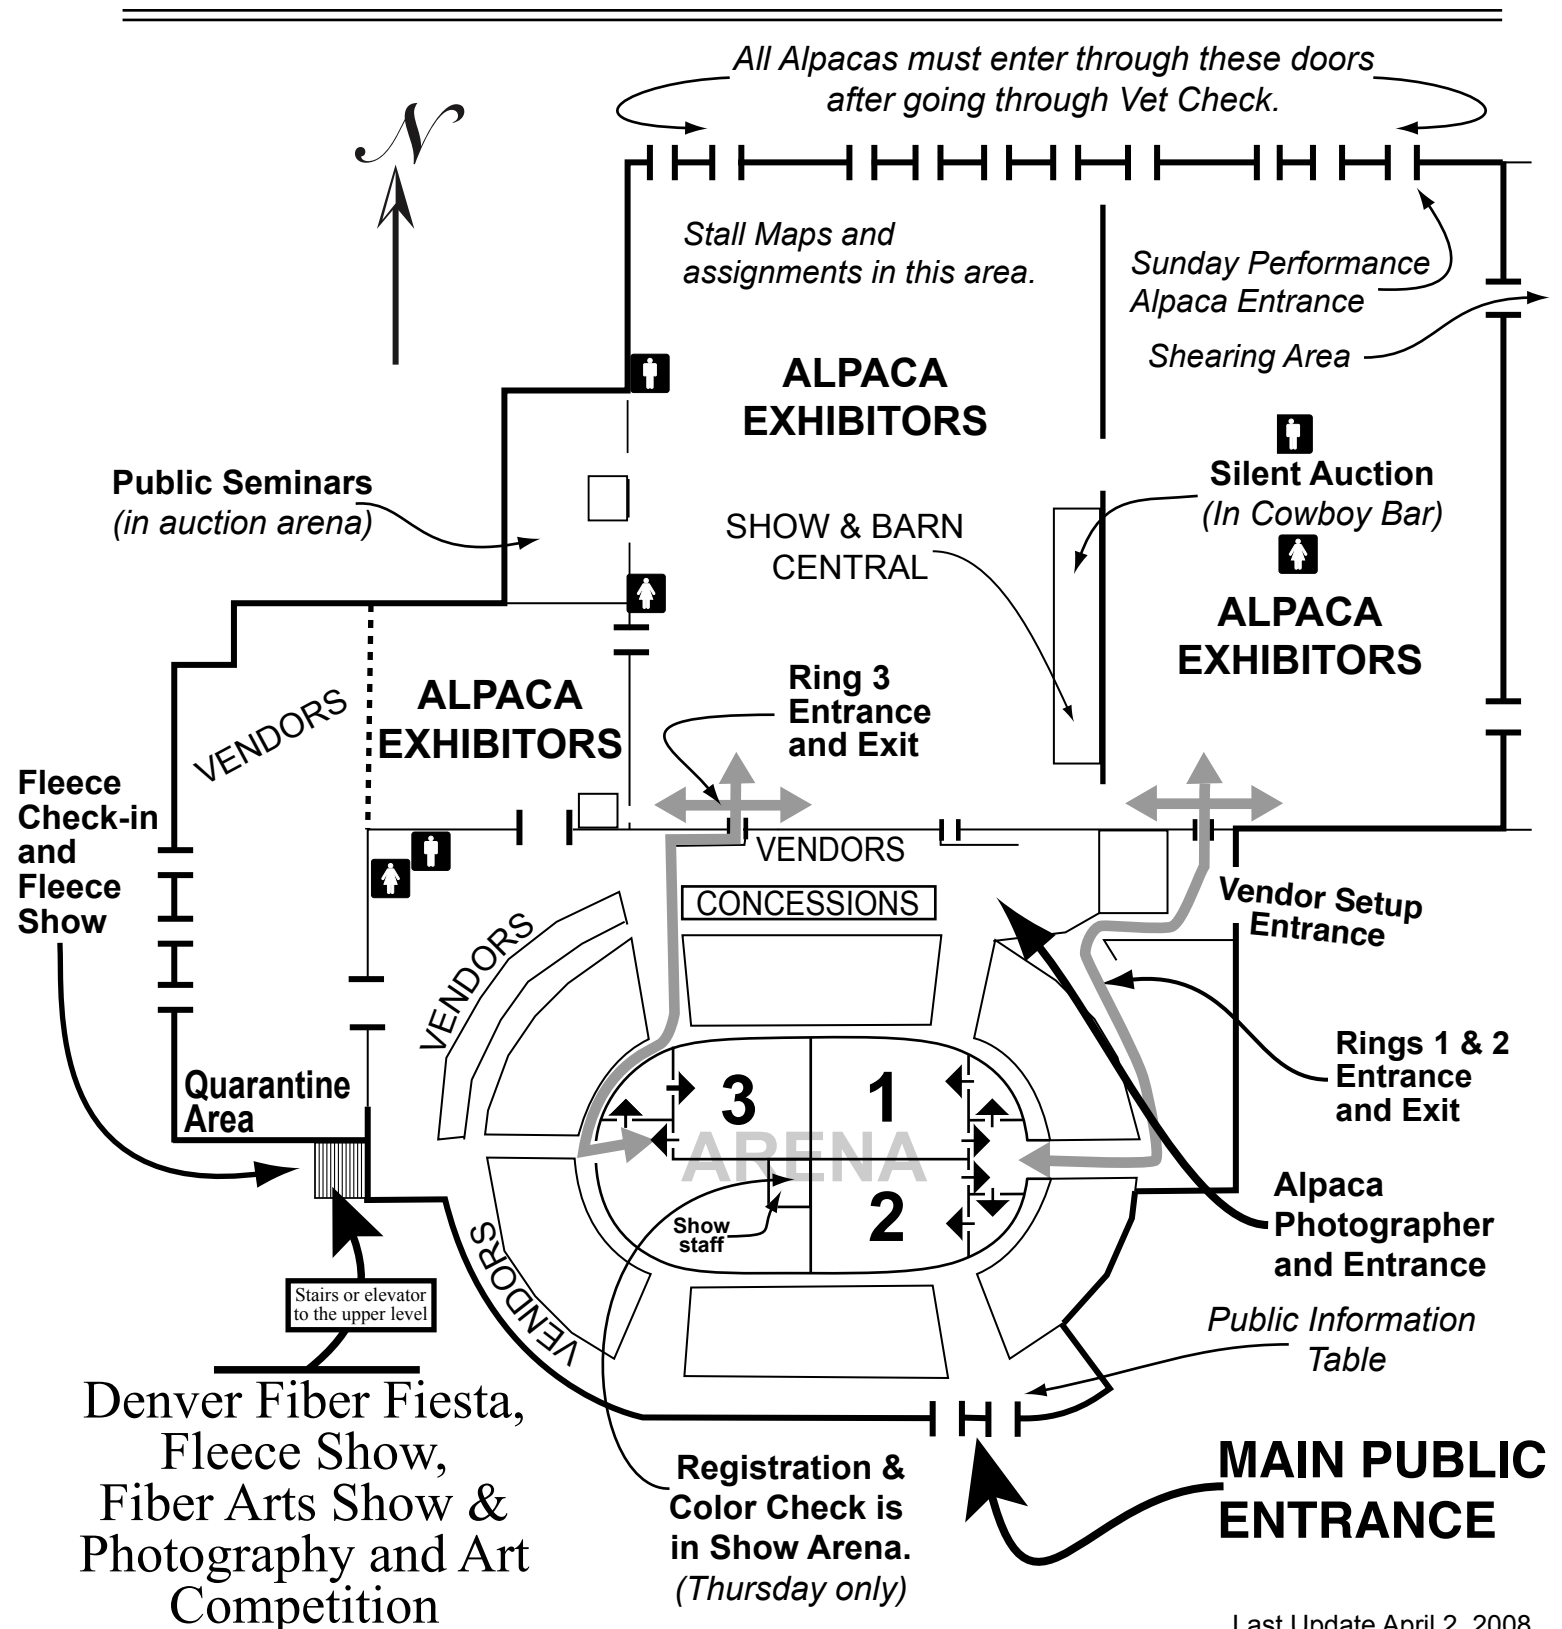 All Alpacas must enter through these doors
after going through Vet Check.
N
Stall Maps and
assignments in this area.
Sunday Performance
Alpaca Entrance
Shearing Area
ALPACA
EXHIBITORS
Public Seminars
(in auction arena)
Silent Auction
(In Cowboy Bar)
SHOW & BARN
CENTRAL
ALPACA
EXHIBITORS
ALPACA
EXHIBITORS
VENDORS
Ring 3
Entrance
and Exit
Fleece
Check-in
and
Fleece
Show
VENDORS
CONCESSIONS
VENDORS
Vendor Setup
Entrance
Rings 1 & 2
Entrance
and Exit
Quarantine
Area
3
1
ARENA
2
Show
staff
VENDORS
Alpaca
Photographer
and Entrance
Stairs or elevator
to the upper level
Public Information
Table
Denver Fiber Fiesta,
Fleece Show,
Fiber Arts Show &
Photography and Art
Competition
Registration &
Color Check is
in Show Arena.
(Thursday only)
MAIN PUBLIC
ENTRANCE
Last Update April 2, 2008